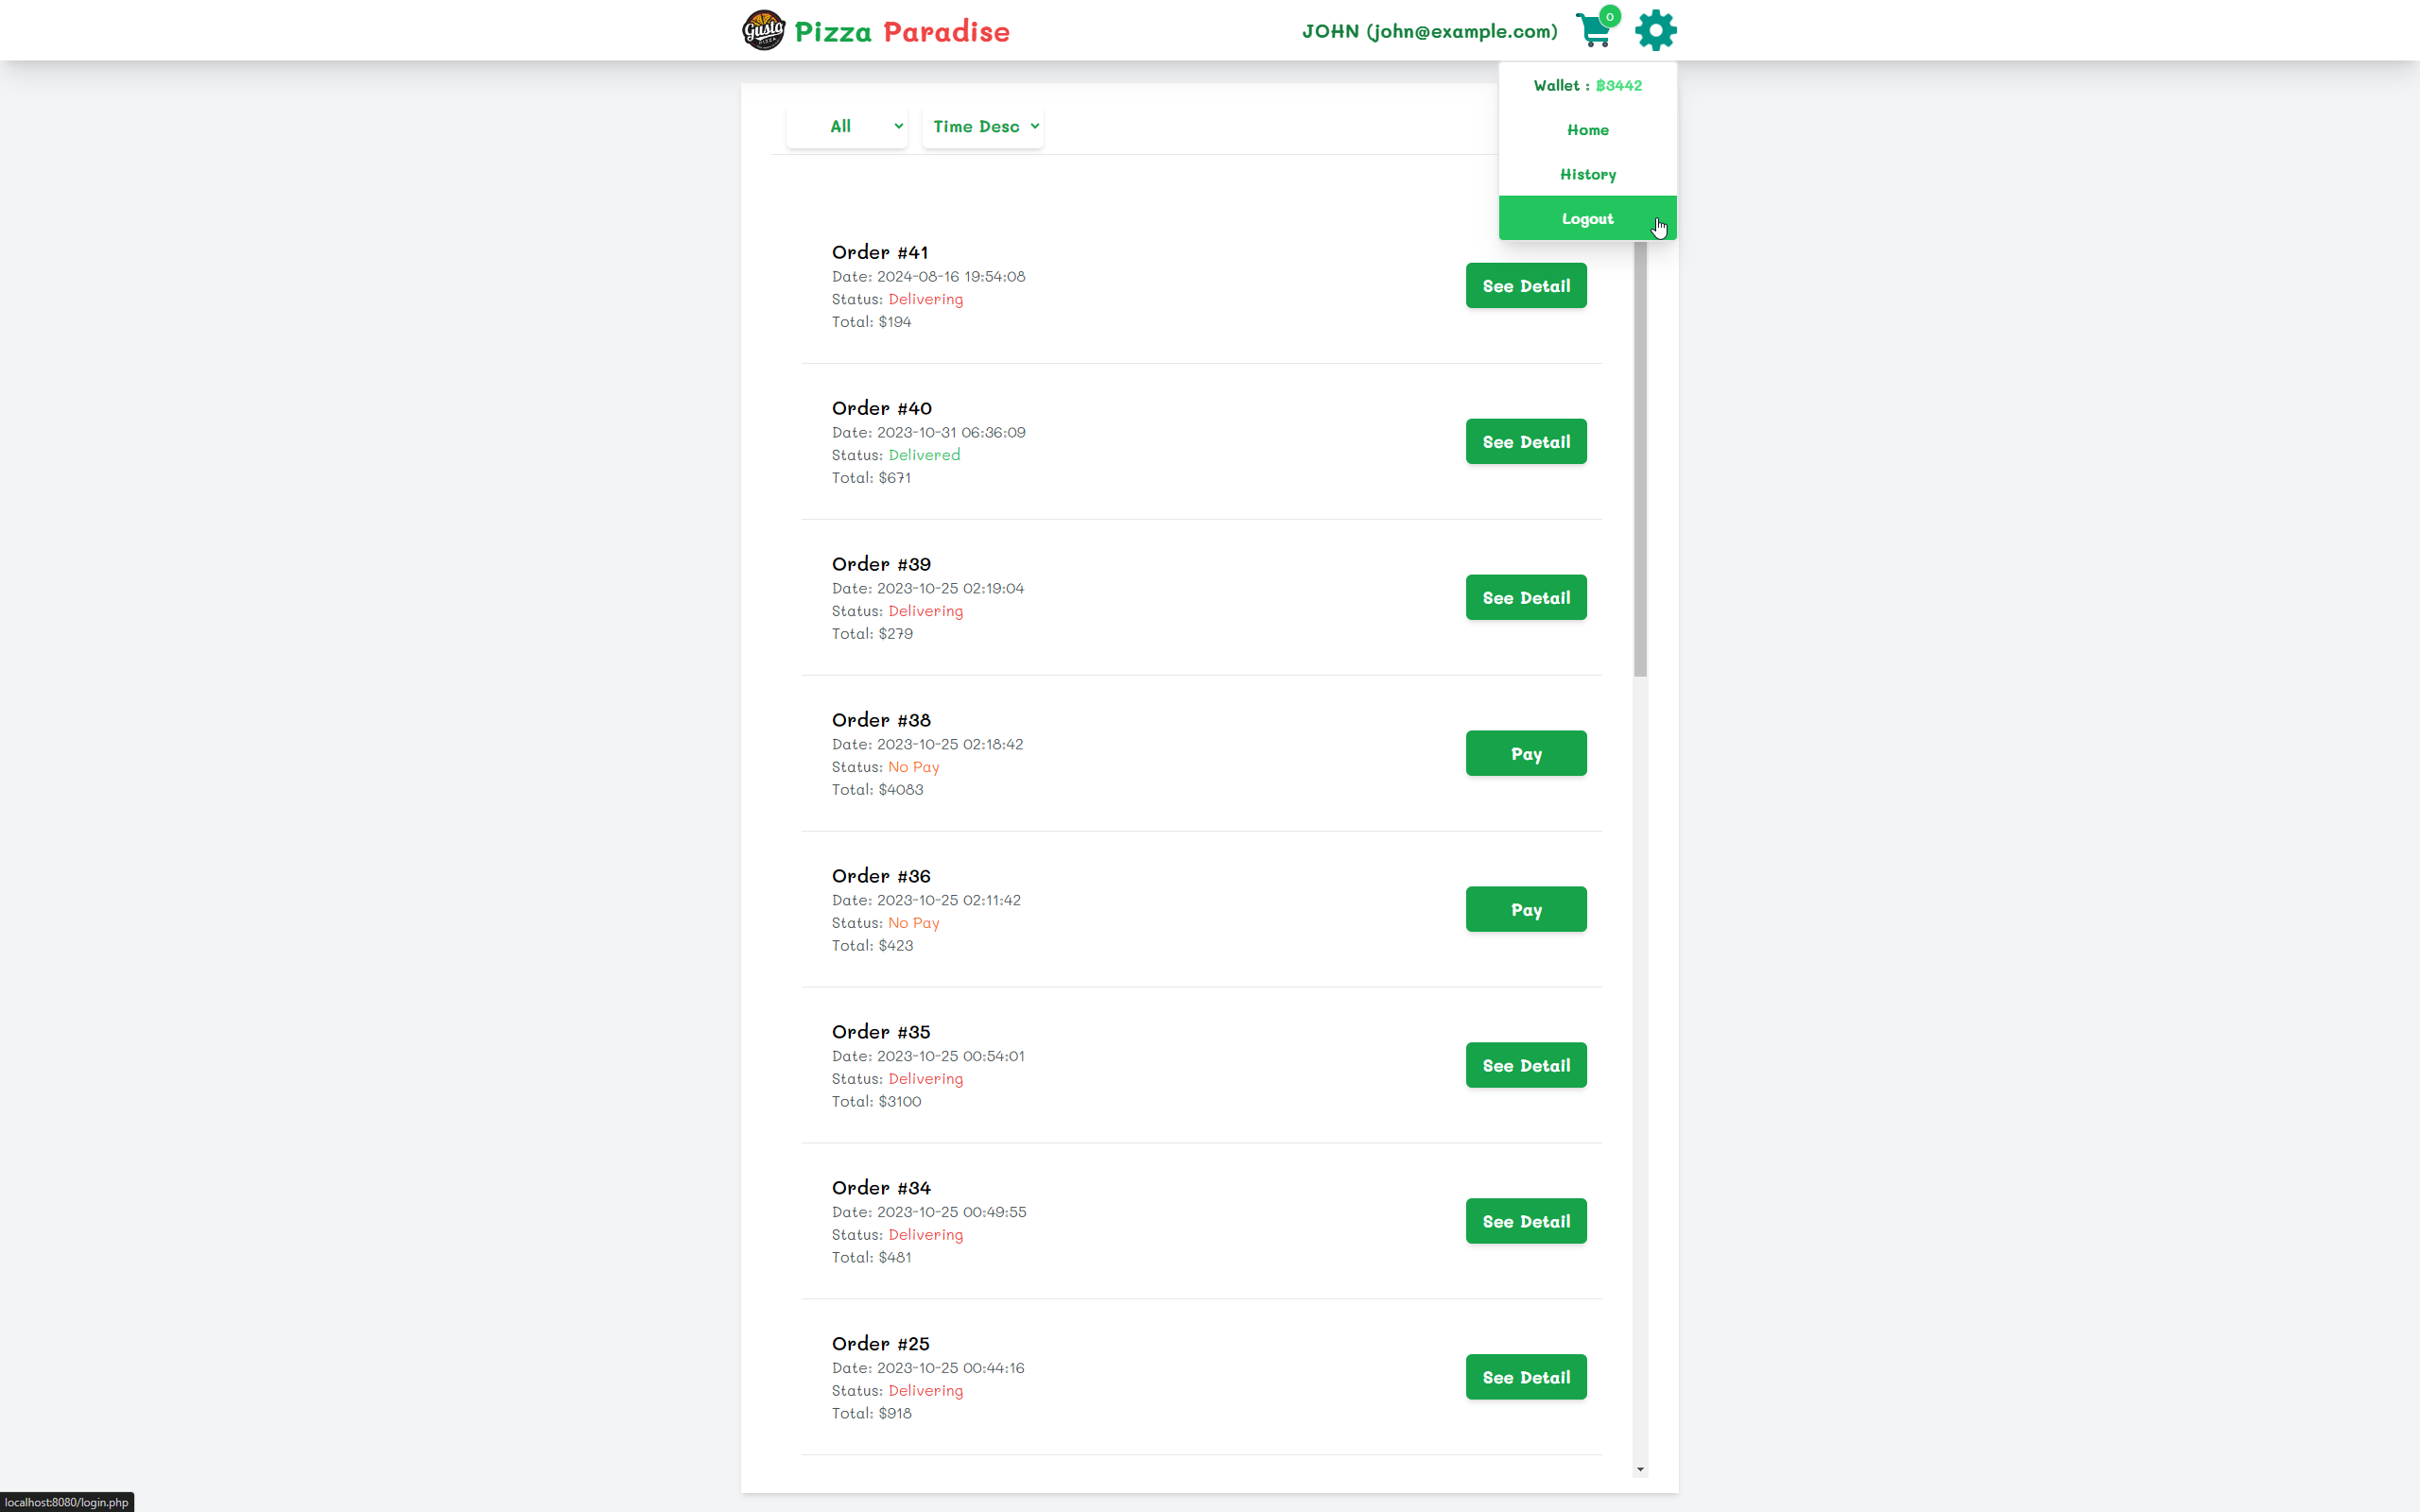 Gusto
PIZZA
Pizza Paradise
JOHN (john@example.com)
0
Wallet : ฿3442
Home
History
Logout
All
Time Desc
Order #41
Date: 2024-08-16 19:54:08
Status: Delivering
Total: $194
See Detail
Order #40
Date: 2023-10-31 06:36:09
Status: Delivered
Total: $671
See Detail
Order #39
Date: 2023-10-25 02:19:04
Status: Delivering
Total: $279
See Detail
Order #38
Date: 2023-10-25 02:18:42
Status: No Pay
Total: $4083
Pay
Order #36
Date: 2023-10-25 02:11:42
Status: No Pay
Total: $423
Pay
Order #35
Date: 2023-10-25 00:54:01
Status: Delivering
Total: $3100
See Detail
Order #34
Date: 2023-10-25 00:49:55
Status: Delivering
Total: $481
See Detail
Order #25
Date: 2023-10-25 00:44:16
Status: Delivering
Total: $918
See Detail
localhost:8080/login.php